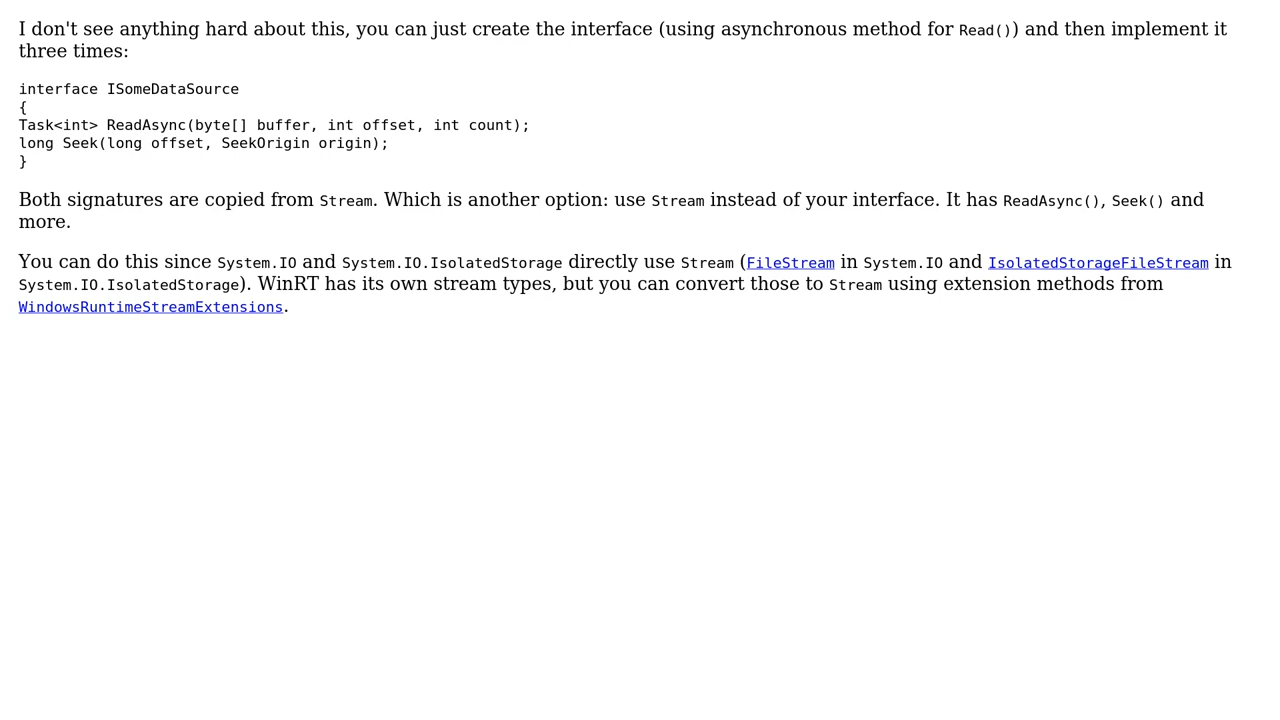 I don't see anything hard about this, you can just create the interface (using asynchronous method for Read()) and then implement it
three times:
interface ISomeDataSource
{
Task<int> ReadAsync(byte[] buffer, int offset, int count);
long Seek(long offset, SeekOrigin origin);
}
Both signatures are copied from Stream. Which is another option: use Stream instead of your interface. It has ReadAsync(), Seek() and
more.
You can do this since System.IO and System.IO.IsolatedStorage directly use Stream (FileStream in System.IO and IsolatedStorageFileStream in
System.IO.IsolatedStorage). WinRT has its own stream types, but you can convert those to Stream using extension methods from
WindowsRuntimeStreamExtensions.